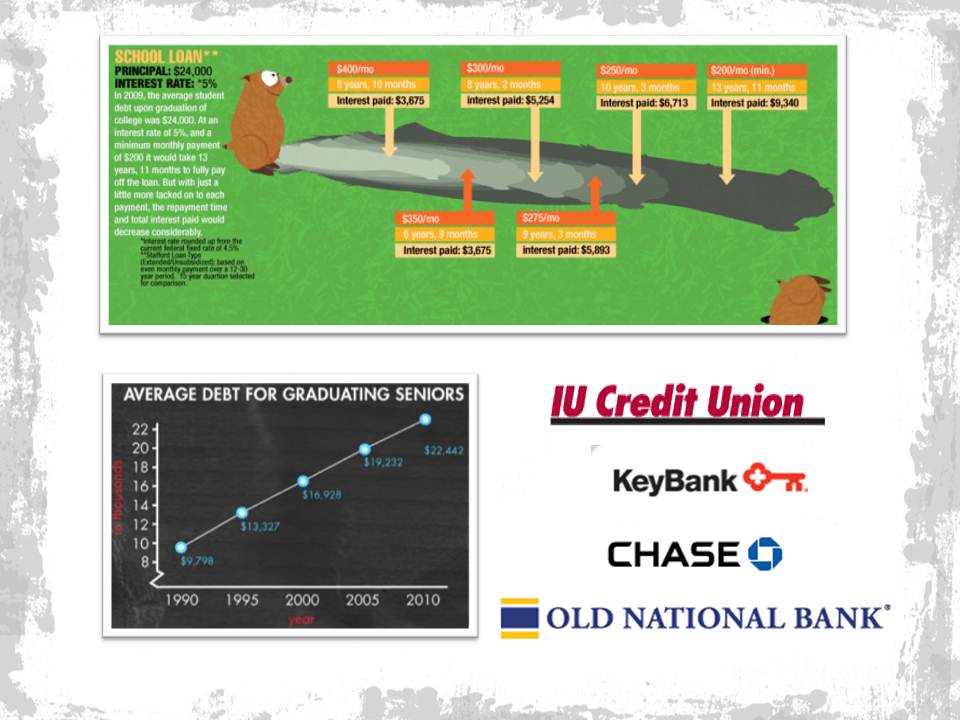 SCHOOL LOAN**
PRINCIPAL: $24,000
INTEREST RATE: *5%
In 2009, the average student
debt upon graduation of
college was $24,000. At an
interest rate of 5%, and a
minimum monthly payment
of $200 it would take 13
years, 11 months to fully pay
off the loan. But with just a
little more tacked on to each
payment, the repayment time
and total interest paid would
decrease considerably.
*Interest rate rounded up from the
current federal fixed rate of 4.5%
**Stafford Loan Type
(Extended/Unsubsidized): based on
even monthly payment over a 12-30
year period. 15 year duartion selected
for comparison.
$400/mo
5 years, 10 months
Interest paid: $3,675
$300/mo
8 years, 2 months
interest paid: $5,254
$250/mo
10 years, 3 months
Interest paid: $6,713
$200/mo (min.)
13 years, 11 months
Interest paid: $9,340
$350/mo
6 years, 9 months
Interest paid: $3,675
$275/mo
9 years, 3 months
interest paid: $5,893
AVERAGE DEBT FOR GRADUATING SENIORS
22
20
18
16
14
12
10
8
thousands
$9,798
$13,327
$16,928
$19,232
$22,442
1990 1995 2000 2005 2010
year
IU Credit Union
KeyBank
CHASE
OLD NATIONAL BANK®